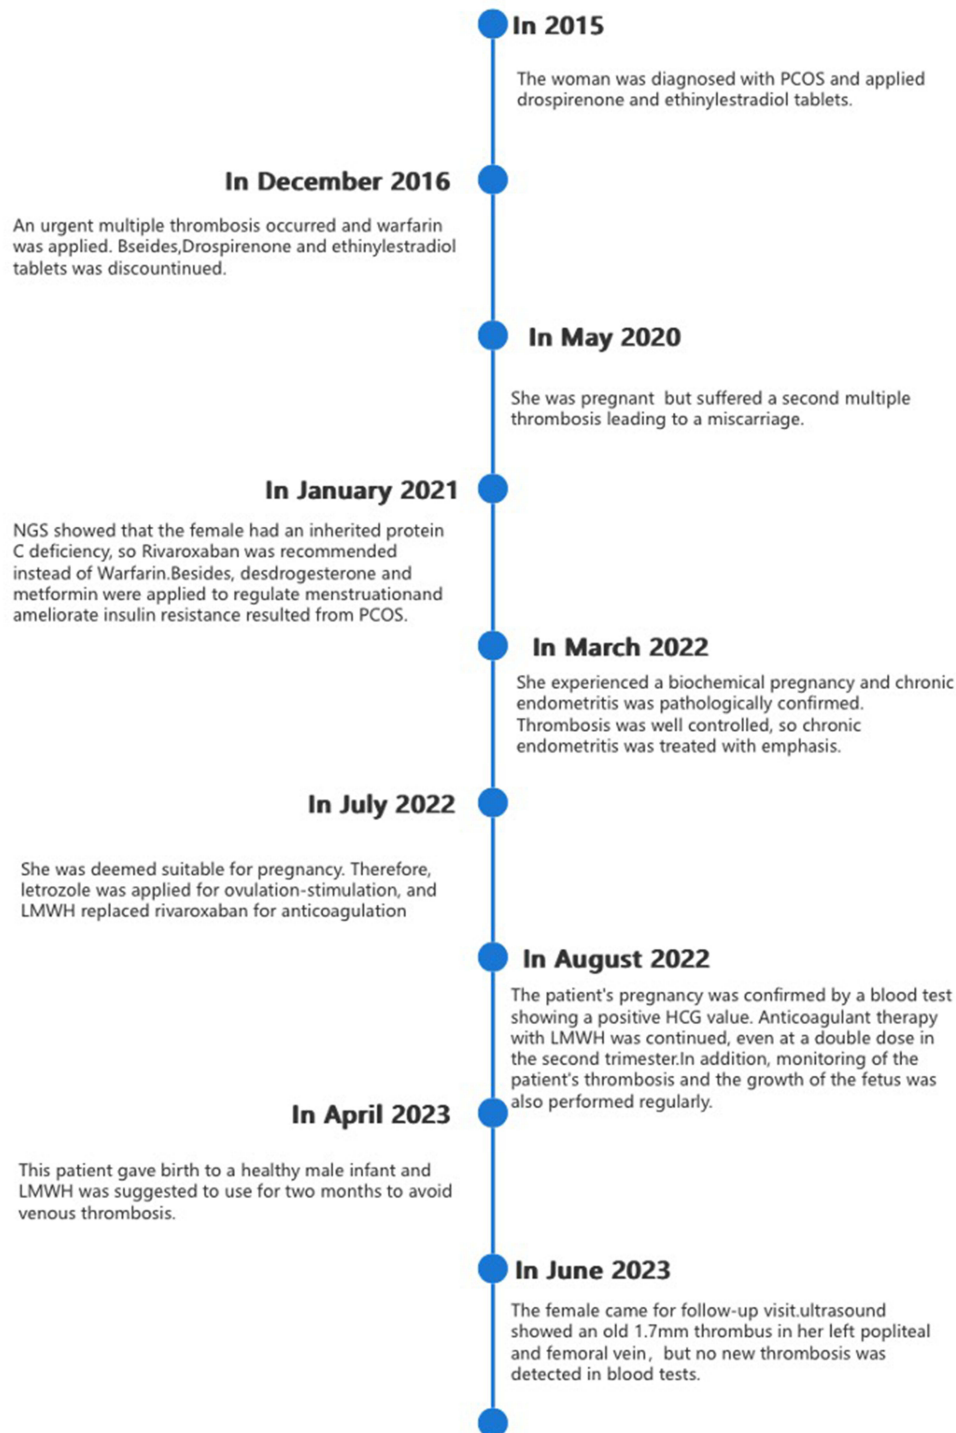 In 2015
The woman was diagnosed with PCOS and applied
drospirenone and ethinylestradiol tablets.
In December 2016
An urgent multiple thrombosis occurred and warfarin
was applied. Bseides,Drospirenone and ethinylestradiol
tablets was discountinued.
In May 2020
She was pregnant  but suffered a second multiple
thrombosis leading to a miscarriage.
In January 2021
NGS showed that the female had an inherited protein
C deficiency, so Rivaroxaban was recommended
instead of Warfarin.Besides, desdrogesterone and
metformin were applied to regulate menstruationand
ameliorate insulin resistance resulted from PCOS.
In March 2022
She experienced a biochemical pregnancy and chronic
endometritis was pathologically confirmed.
Thrombosis was well controlled, so chronic
endometritis was treated with emphasis.
In July 2022
She was deemed suitable for pregnancy. Therefore,
letrozole was applied for ovulation-stimulation, and
LMWH replaced rivaroxaban for anticoagulation
In August 2022
The patient's pregnancy was confirmed by a blood test
showing a positive HCG value. Anticoagulant therapy
with LMWH was continued, even at a double dose in
the second trimester.In addition, monitoring of the
patient's thrombosis and the growth of the fetus was
also performed regularly.
In April 2023
This patient gave birth to a healthy male infant and
LMWH was suggested to use for two months to avoid
venous thrombosis.
In June 2023
The female came for follow-up visit.ultrasound
showed an old 1.7mm thrombus in her left popliteal
and femoral vein，but no new thrombosis was
detected in blood tests.